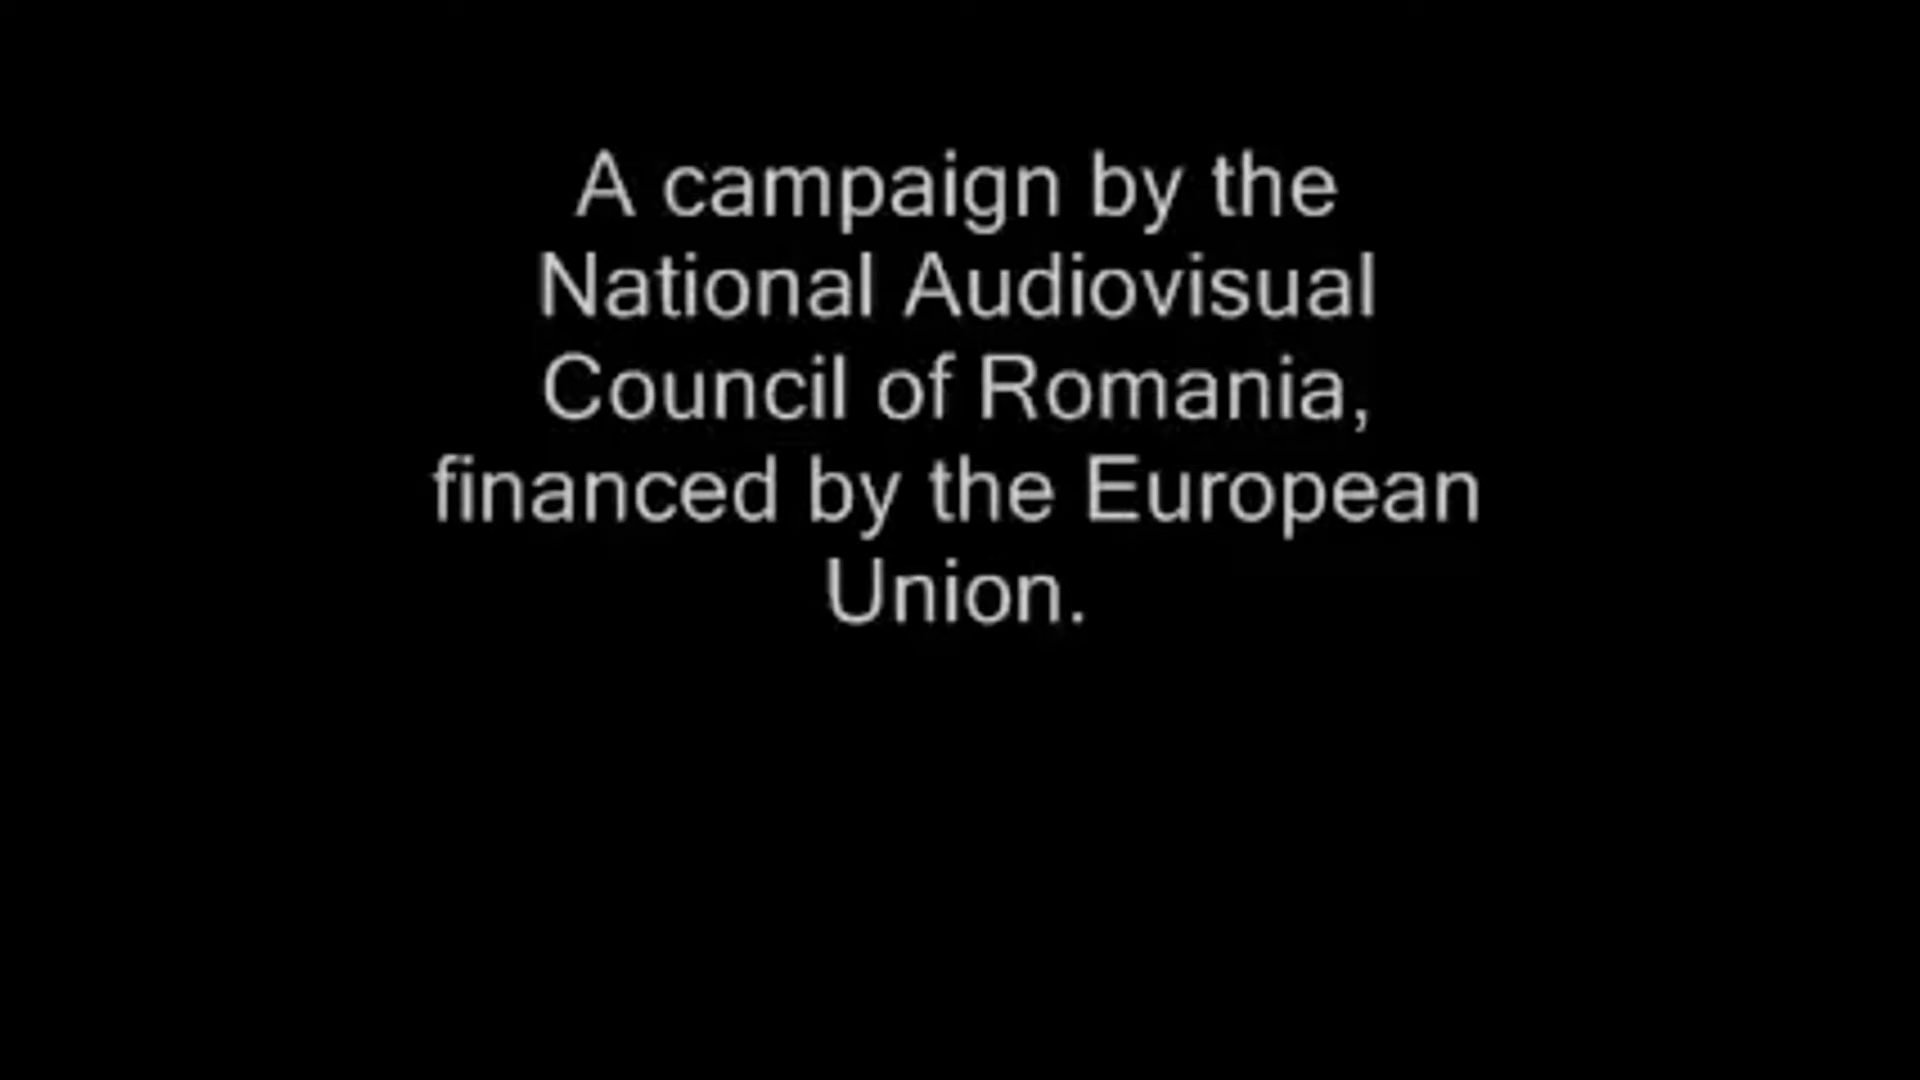 A campaign by the
National Audiovisual
Council of Romania,
financed by the European
Union.